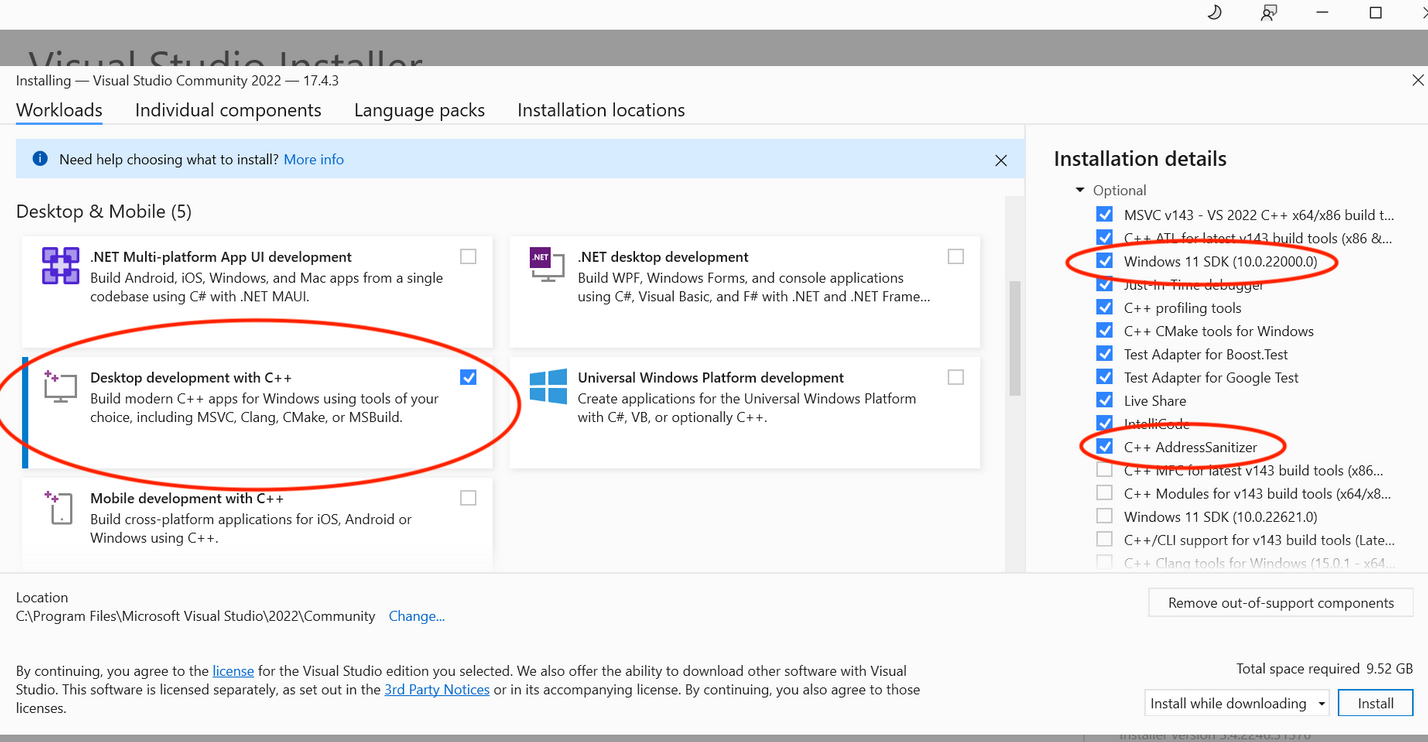 Visual Studio Installer
Installing — Visual Studio Community 2022 — 17.4.3
Workloads Individual components Language packs Installation locations
Need help choosing what to install? More info
Desktop & Mobile (5)
.NET Multi-platform App UI development
Build Android, iOS, Windows, and Mac apps from a single
codebase using C# with .NET MAUI.
.NET
.NET desktop development
Build WPF, Windows Forms, and console applications
using C#, Visual Basic, and F# with .NET and .NET Frame...
Desktop development with C++
Build modern C++ apps for Windows using tools of your
choice, including MSVC, Clang, CMake, or MSBuild.
Universal Windows Platform development
Create applications for the Universal Windows Platform
with C#, VB, or optionally C++.
Mobile development with C++
Build cross-platform applications for iOS, Android or
Windows using C++.
Installation details
Optional
MSVC v143 - VS 2022 C++ x64/x86 build t...
C++ ATL for latest v143 build tools (x86 &...
Windows 11 SDK (10.0.22000.0)
Just-In-Time debugger
C++ profiling tools
C++ CMake tools for Windows
Test Adapter for Boost.Test
Test Adapter for Google Test
Live Share
IntelliCode
C++ AddressSanitizer
C++ MFC for latest v143 build tools (x86...
C++ Modules for v143 build tools (x64/x8...
Windows 11 SDK (10.0.22621.0)
C++/CLI support for v143 build tools (Late...
C++ Clang tools for Windows (15.0.1 - x64...
Location
C:\Program Files\Microsoft Visual Studio\2022\Community Change...
Remove out-of-support components
By continuing, you agree to the license for the Visual Studio edition you selected. We also offer the ability to download other software with Visual
Studio. This software is licensed separately, as set out in the 3rd Party Notices or in its accompanying license. By continuing, you also agree to those
licenses.
Total space required 9.52 GB
Install while downloading Install
Installer version